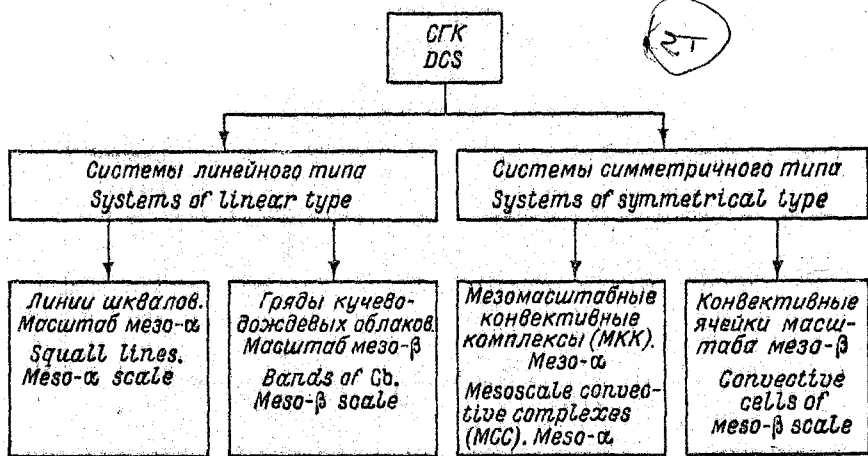 СГК
DCS
Системы линейного типа
Systems of linear type
Системы симметричного типа
Systems of symmetrical type
Линии шквалов.
Масштаб мезо-α
Squall lines.
Meso-α scale
Гряды кучево-
дождевых облаков.
Масштаб мезо-β
Bands of Cb.
Meso-β scale
Мезомасштабные
конвективные
комплексы (МКК).
Мезо-α
Mesoscale convec-
tive complexes
(MCC). Meso-α
Конвективные
ячейки масш-
таба мезо-β
Convective
cells of
meso-β scale